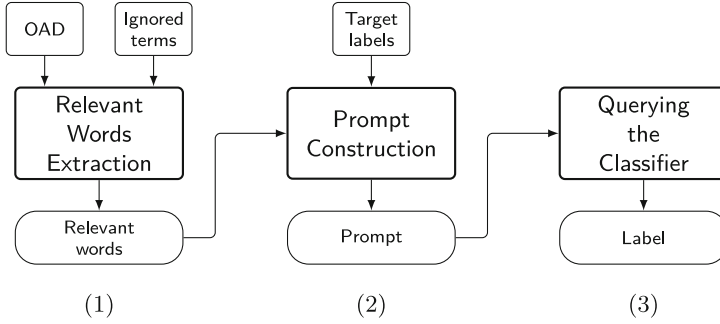 OAD
Ignored
terms
Target
labels
Relevant
Words
Extraction
Prompt
Construction
Querying
the
Classifier
Relevant
words
Prompt
Label
(1)
(2)
(3)